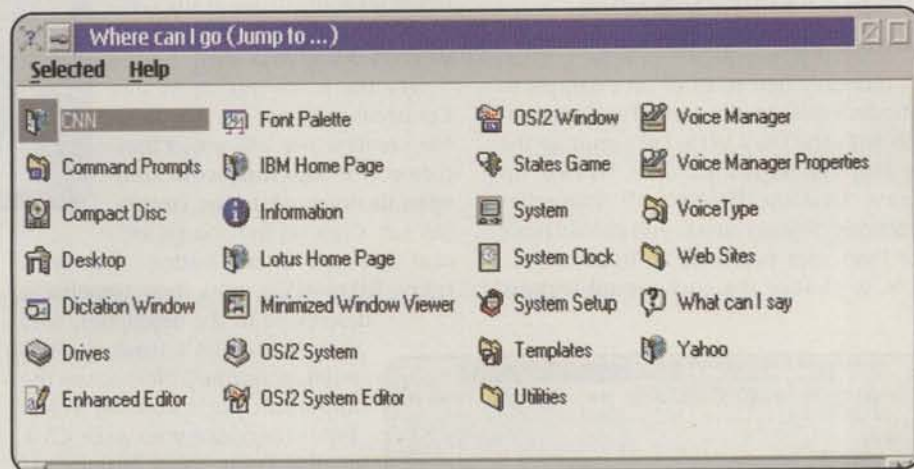 Where can I go (Jump to ...)
Selected Help
CNN
Command Prompts
Compact Disc
Desktop
Dictation Window
Drives
Enhanced Editor
Font Palette
IBM Home Page
Information
Lotus Home Page
Minimized Window Viewer
OS/2 System
OS/2 System Editor
OS/2 Window
States Game
System
System Clock
System Setup
Templates
Utilities
Voice Manager
Voice Manager Properties
VoiceType
Web Sites
What can I say
Yahoo